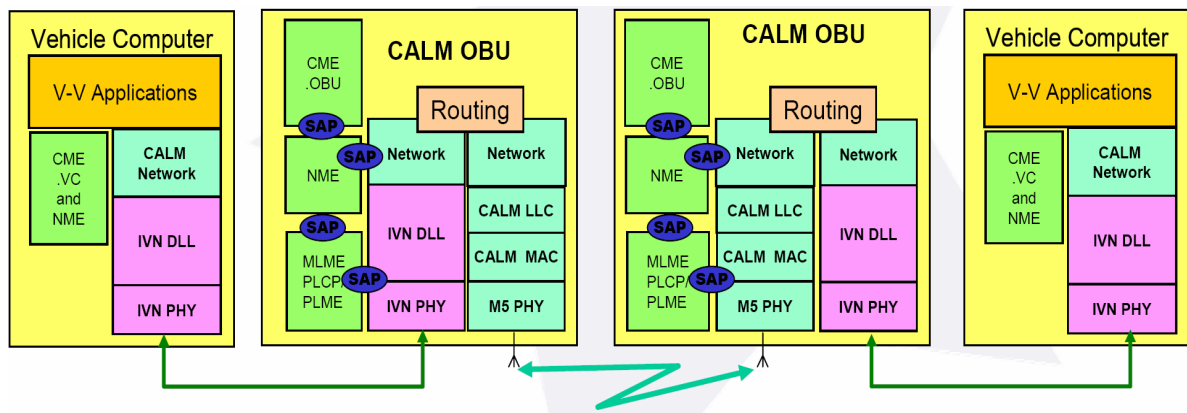 Vehicle Computer
V-V Applications
CME
.VC
and
NME
CALM
Network
IVN DLL
IVN PHY
CALM OBU
CME
.OBU
SAP
NME
SAP
MLME
PLCP/
PLME
SAP
Routing
SAP
Network
Network
IVN DLL
CALM LLC
CALM MAC
IVN PHY
M5 PHY
CALM OBU
CME
.OBU
SAP
NME
SAP
MLME
PLCP/
PLME
SAP
Routing
SAP
Network
Network
CALM LLC
IVN DLL
CALM MAC
M5 PHY
IVN PHY
Vehicle Computer
V-V Applications
CME
.VC
and
NME
CALM
Network
IVN DLL
IVN PHY